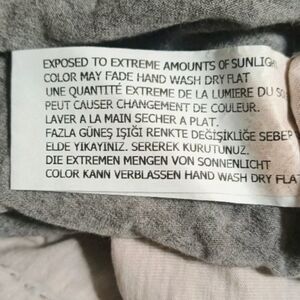 EXPOSED TO EXTREME AMOUNTS OF SUNLIGH
COLOR MAY FADE HAND WASH DRY FLAT
UNE QUANTITÉ EXTREME DE LA LUMIERE DU SO
PEUT CAUSER CHANGEMENT DE COULEUR.
LAVER A LA MAIN SECHER A PLAT.
FAZLA GÜNEŞ IŞIĞI RENKTE DEĞIŞIKLIĞE SEBEP
ELDE YIKAYINIZ. SEREREK KURUTUNUZ.
DIE EXTREMEN MENGEN VON SONNENLICHT
COLOR KANN VERBLASSEN HAND WASH DRY FLAT